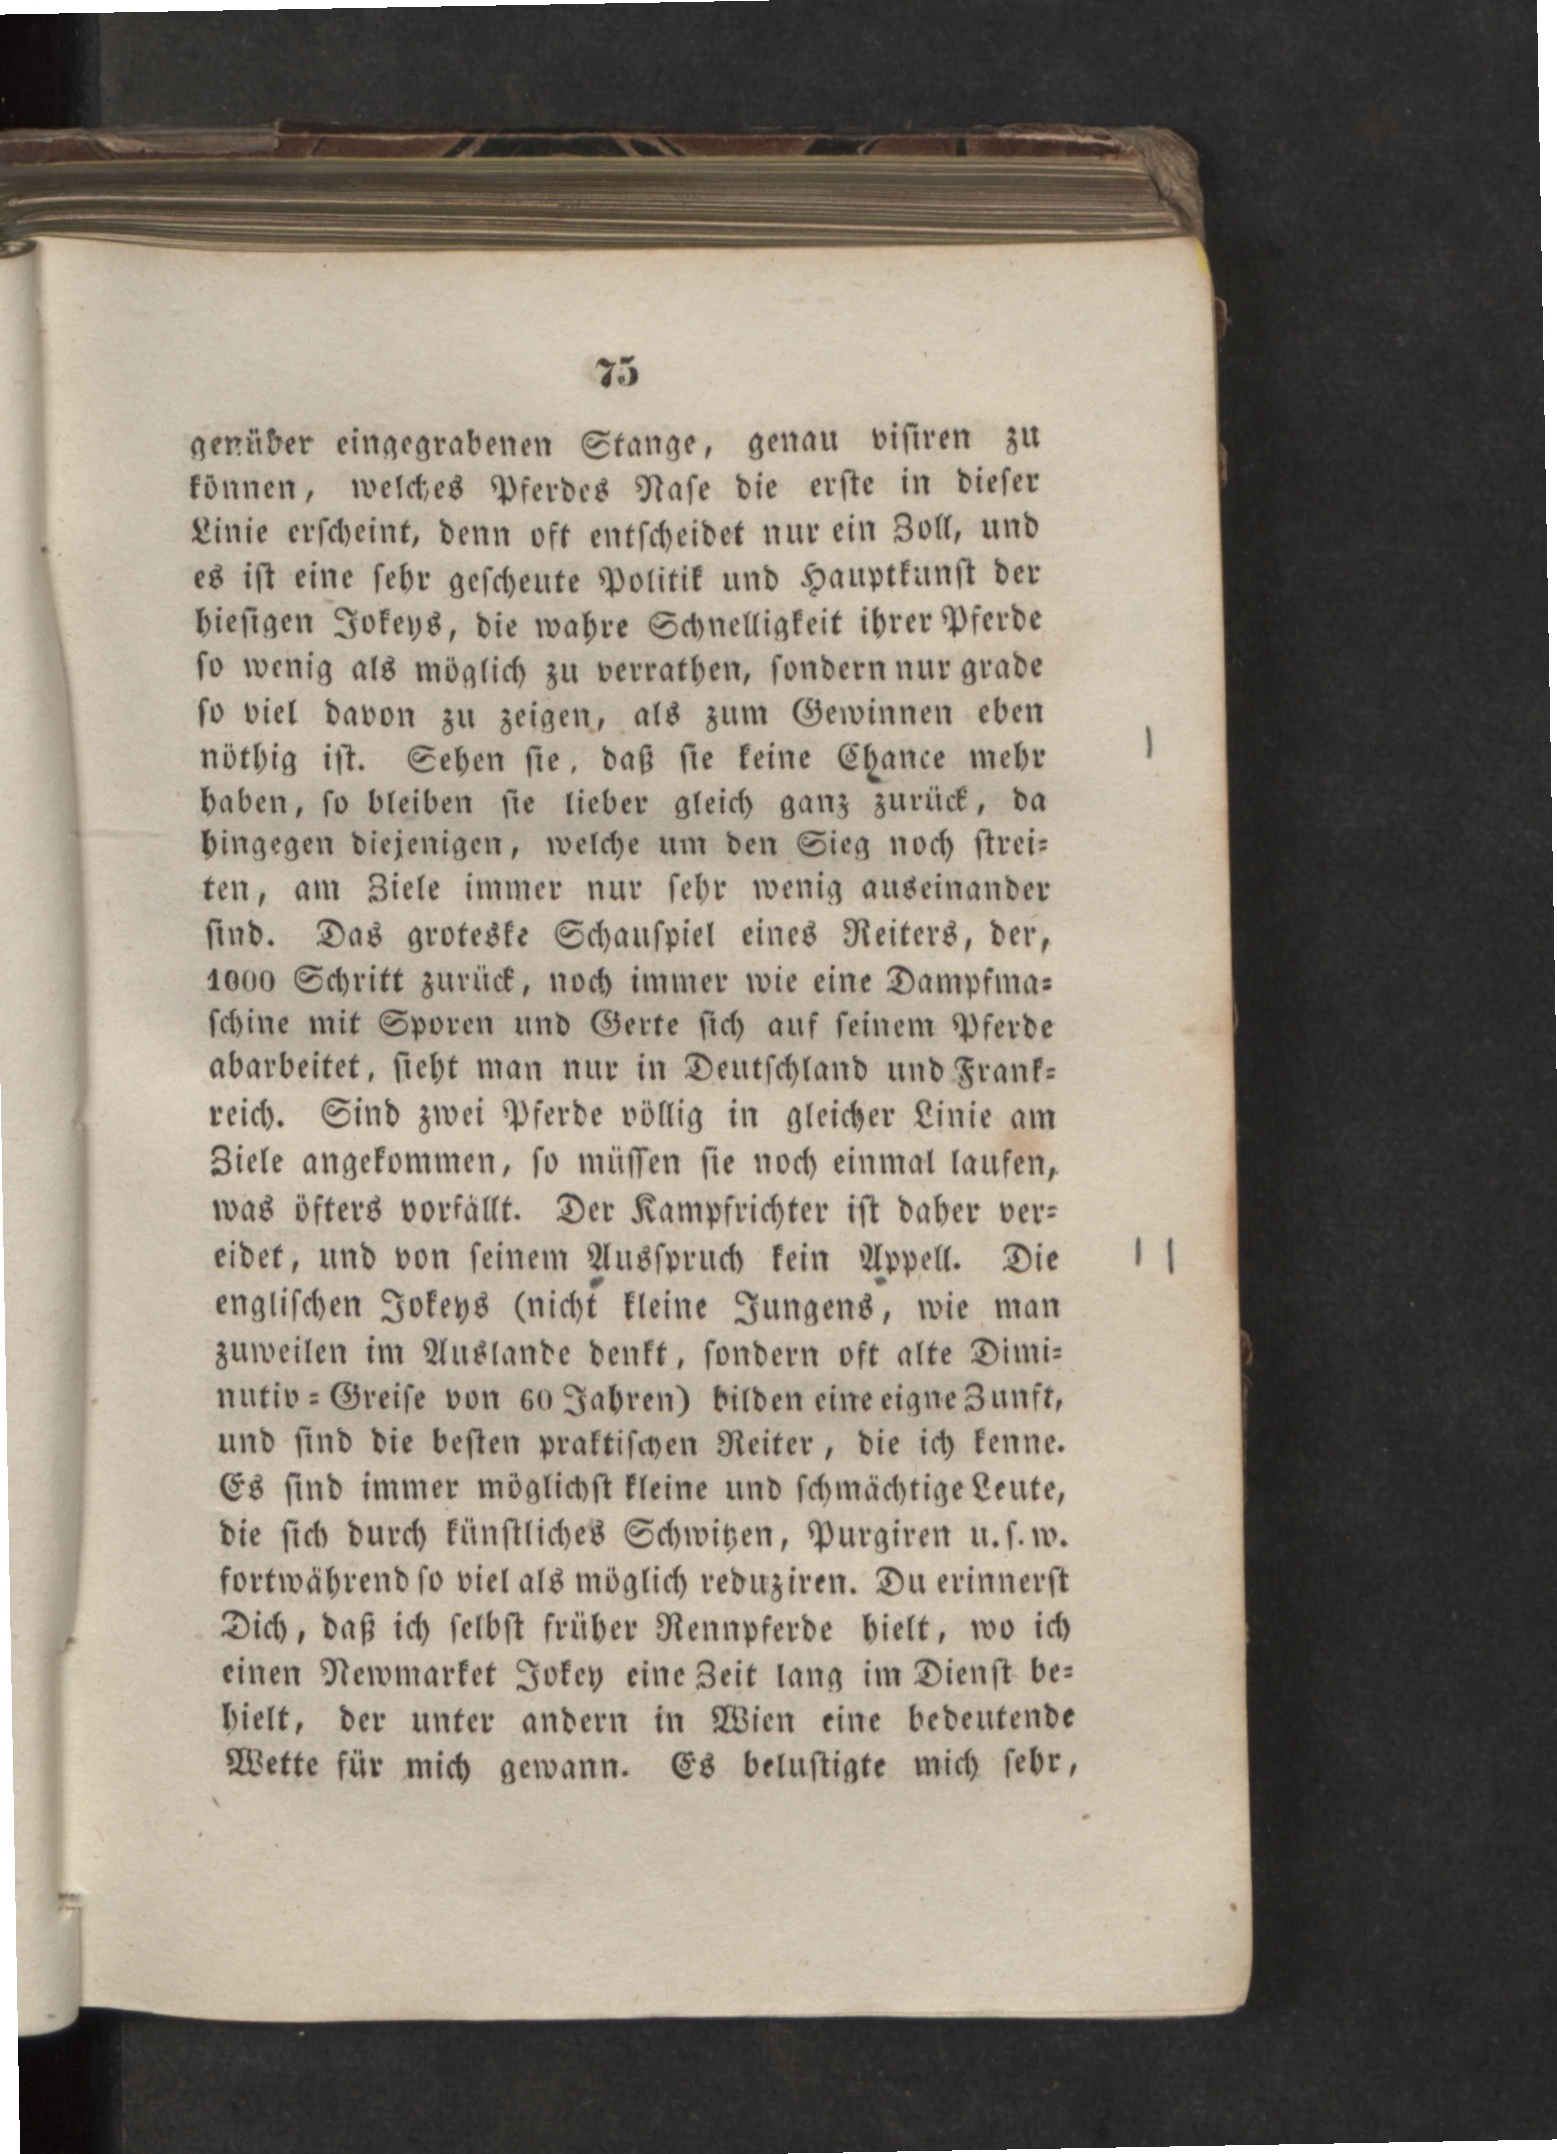 75
genüber eingegrabenen Stange, genau visiren zu
können, welches Pferdes Nase die erste in dieser
Linie erscheint, denn oft entscheidet nur ein Zoll, und
es ist eine sehr gescheute Politik und Hauptkunst der
hiesigen Jokeys, die wahre Schnelligkeit ihrer Pferde
so wenig als möglich zu verrathen, sondern nur grade
so viel davon zu zeigen, als zum Gewinnen eben
nöthig ist. Sehen sie, daß sie keine Chance mehr
haben, so bleiben sie lieber gleich ganz zurück, da
hingegen diejenigen, welche um den Sieg noch strei-
ten, am Ziele immer nur sehr wenig auseinander
sind. Das groteske Schauspiel eines Reiters, der,
1000 Schritt zurück, noch immer wie eine Dampfma-
schine mit Sporen und Gerte sich auf seinem Pferde
abarbeitet, sieht man nur in Deutschland und Frank-
reich. Sind zwei Pferde völlig in gleicher Linie am
Ziele angekommen, so müssen sie noch einmal laufen,
was öfters vorfällt. Der Kampfrichter ist daher ver-
eidet, und von seinem Ausspruch kein Appell. Die
englischen Jokeys (nicht kleine Jungens, wie man
zuweilen im Auslande denkt, sondern oft alte Dimi-
nutiv-Greise von 60 Jahren) bilden eine eigne Zunft,
und sind die besten praktischen Reiter, die ich kenne.
Es sind immer möglichst kleine und schmächtige Leute,
die sich durch künstliches Schwitzen, Purgiren u. s. w.
fortwährend so viel als möglich reduziren. Du erinnerst
Dich, daß ich selbst früher Rennpferde hielt, wo ich
einen Newmarket Jokey eine Zeit lang im Dienst be-
hielt, der unter andern in Wien eine bedeutende
Wette für mich gewann. Es belustigte mich sehr,